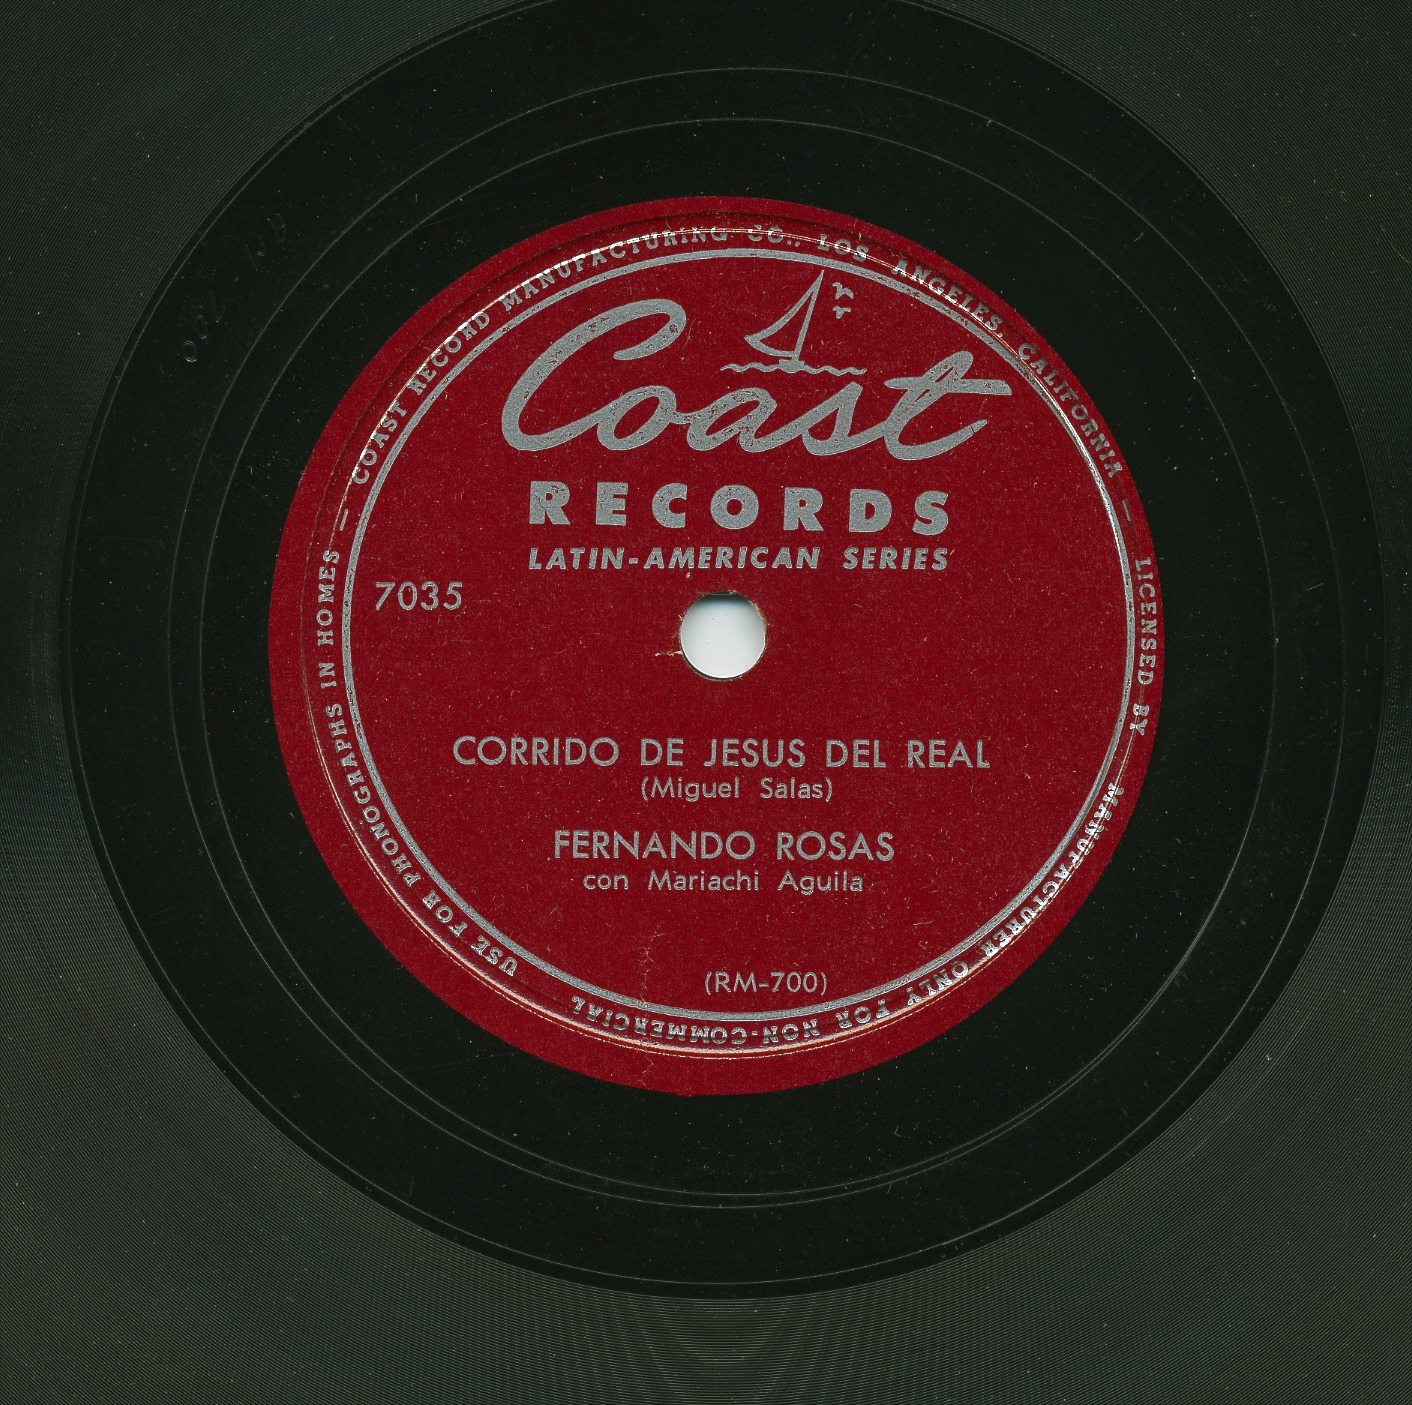 COAST RECORD MANUFACTURING CO., LOS ANGELES, CALIFORNIA — LICENSED BY MANUFACTURER ONLY FOR NON-COMMERCIAL USE FOR PHONOGRAPHS IN HOMES —
Coast
RECORDS
LATIN-AMERICAN SERIES
7035
CORRIDO DE JESUS DEL REAL
(Miguel Salas)
FERNANDO ROSAS
con Mariachi Aguila
(RM-700)